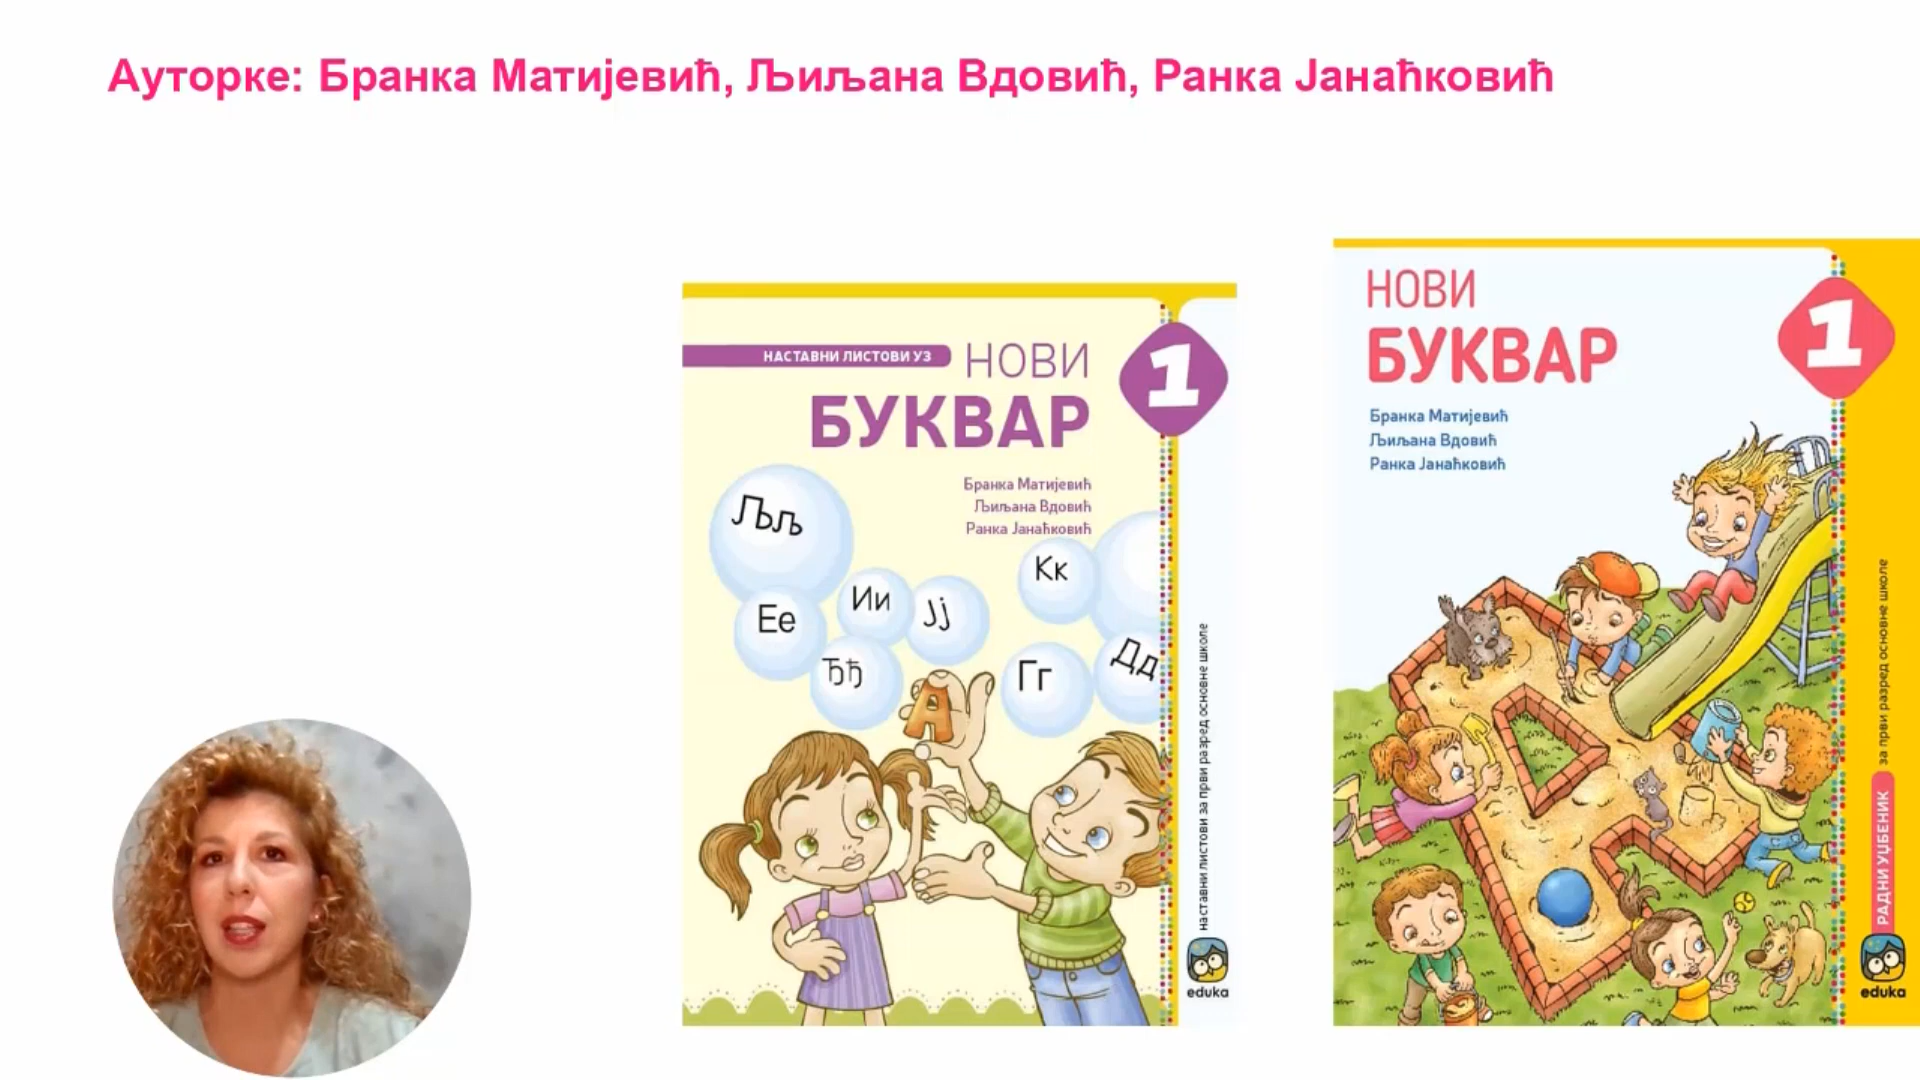 Ауторке: Бранка Матијевић, Љиљана Вдовић, Ранка Јанаћковић
НАСТАВНИ ЛИСТОВИ УЗ
НОВИ
БУКВАР
1
Бранка Матијевић
Љиљана Вдовић
Ранка Јанаћковић
Љљ
Ее
Ии
Јј
Ђђ
Кк
Гг
Дд
А
наставни листови за први разред основне школе
eduka
НОВИ
БУКВАР
1
Бранка Матијевић
Љиљана Вдовић
Ранка Јанаћковић
за први разред основне школе
РАДНИ УЏБЕНИК
eduka